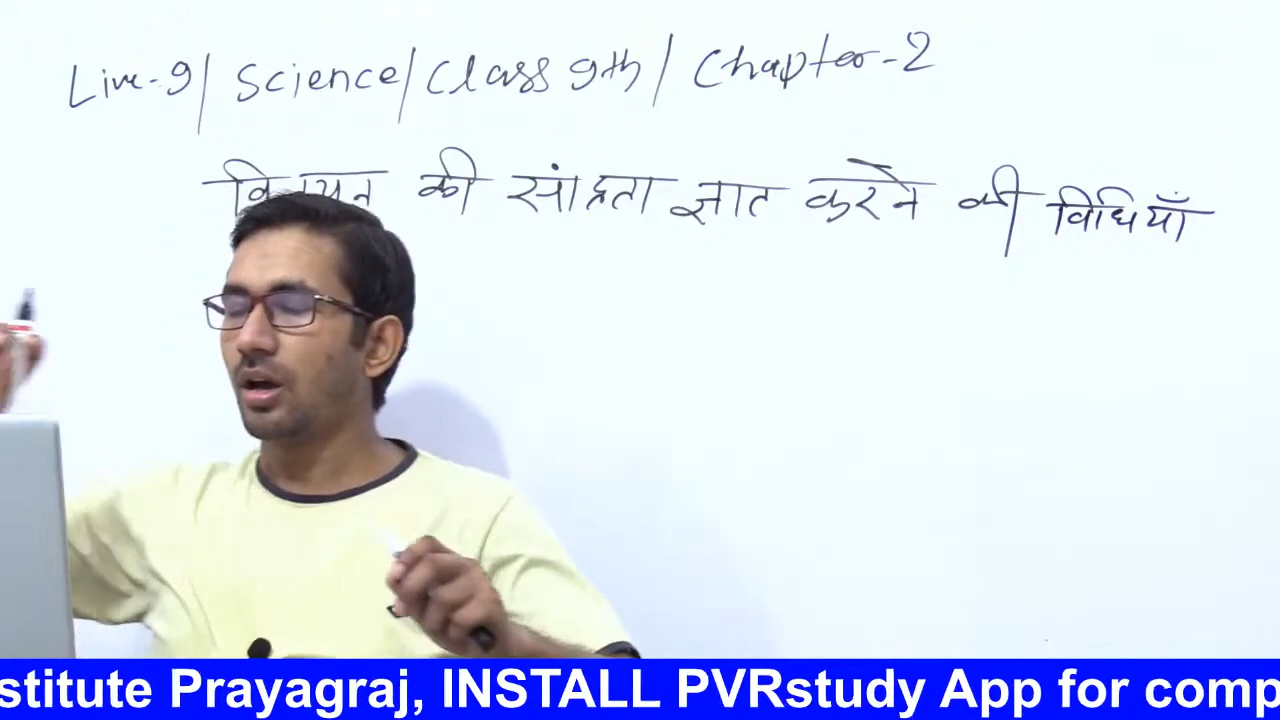 Live-9/ Science/ Class 9th/ Chapter-2
की सांद्रता ज्ञात करने की विधियाँ
stitute Prayagraj, INSTALL PVRstudy App for comp